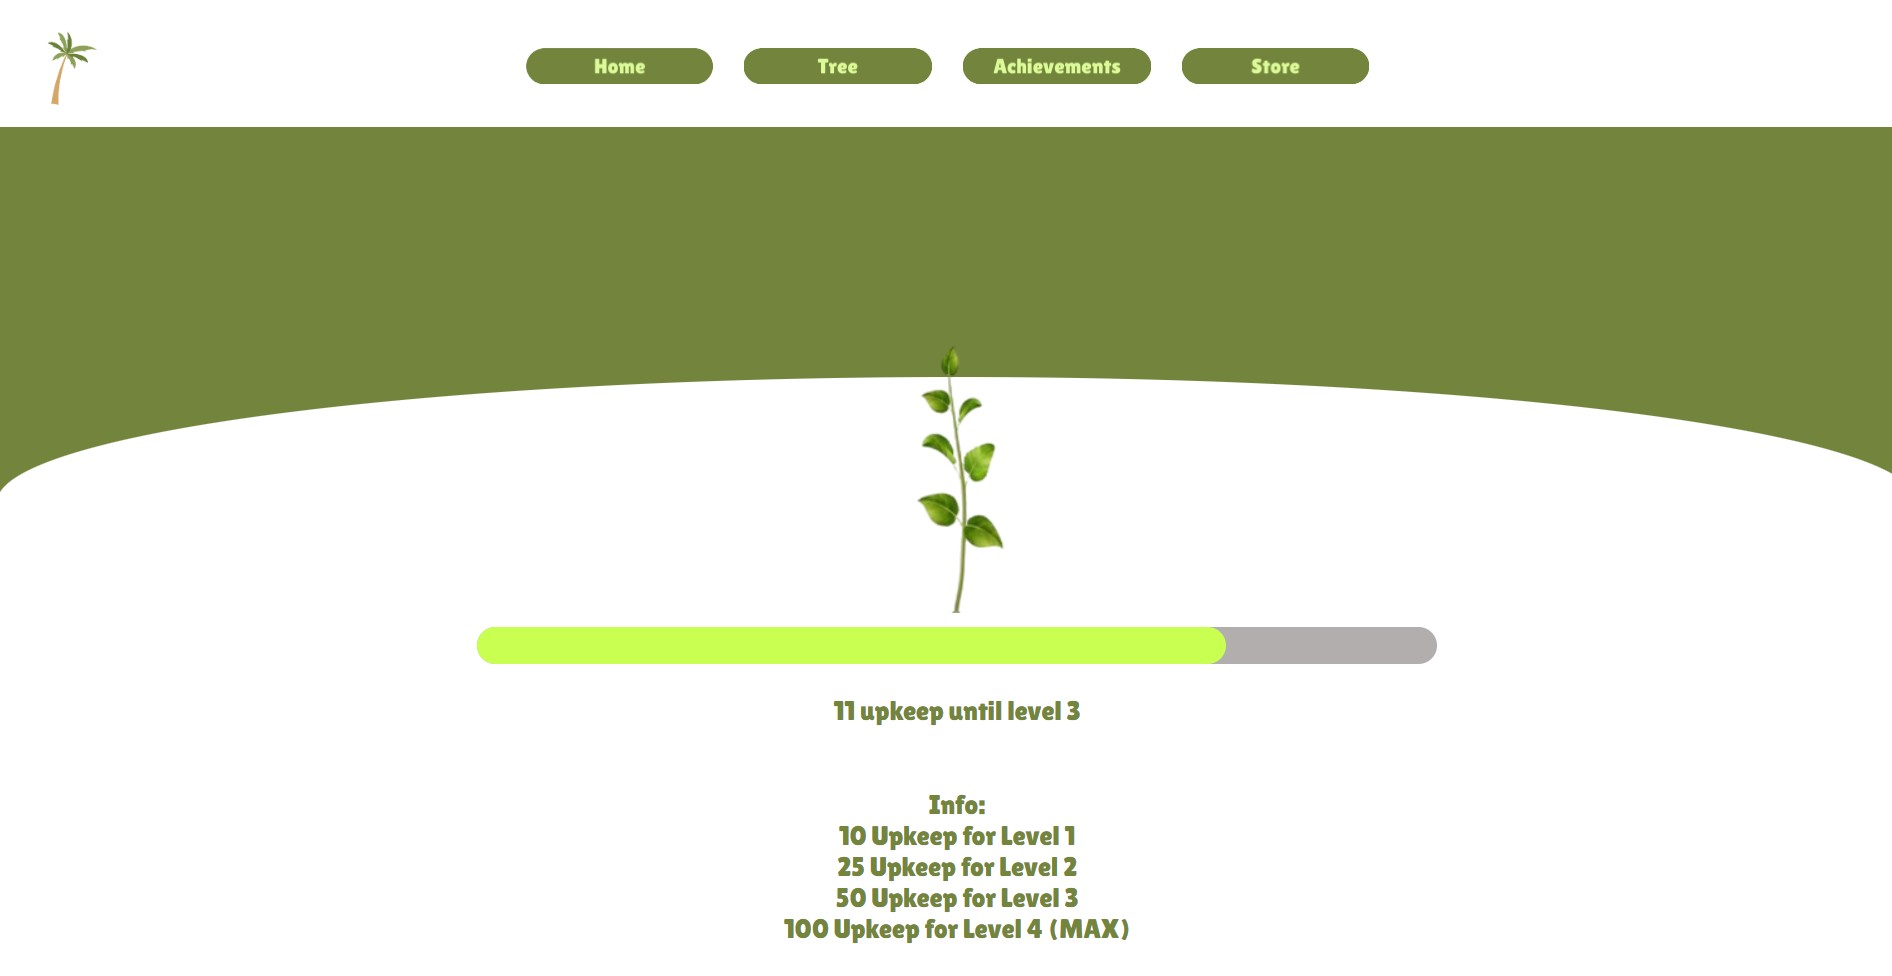 Home
Tree
Achievements
Store
11 upkeep until level 3
Info:
10 Upkeep for Level 1
25 Upkeep for Level 2
50 Upkeep for Level 3
100 Upkeep for Level 4 (MAX)